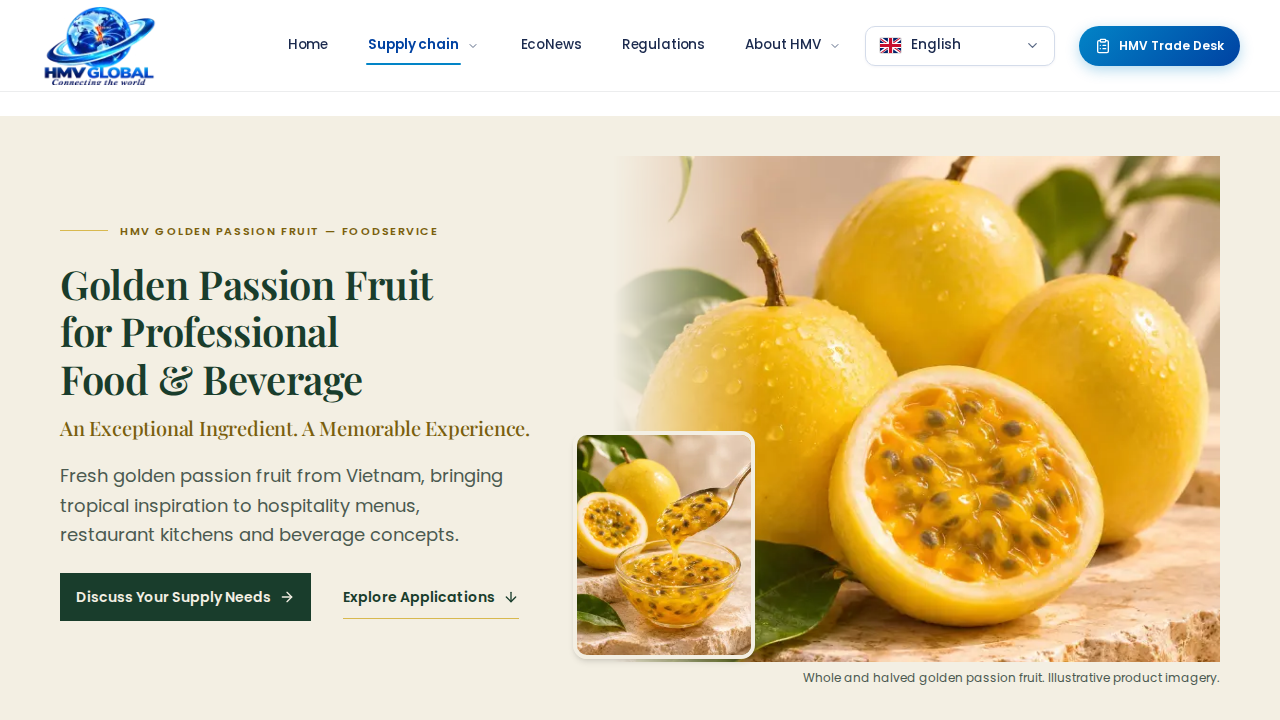 HMV GLOBAL
Connecting the world
Home
Supply chain
EcoNews
Regulations
About HMV
English
HMV Trade Desk
HMV GOLDEN PASSION FRUIT — FOODSERVICE
Golden Passion Fruit
for Professional
Food & Beverage
An Exceptional Ingredient. A Memorable Experience.
Fresh golden passion fruit from Vietnam, bringing
tropical inspiration to hospitality menus,
restaurant kitchens and beverage concepts.
Discuss Your Supply Needs
Explore Applications
Whole and halved golden passion fruit. Illustrative product imagery.